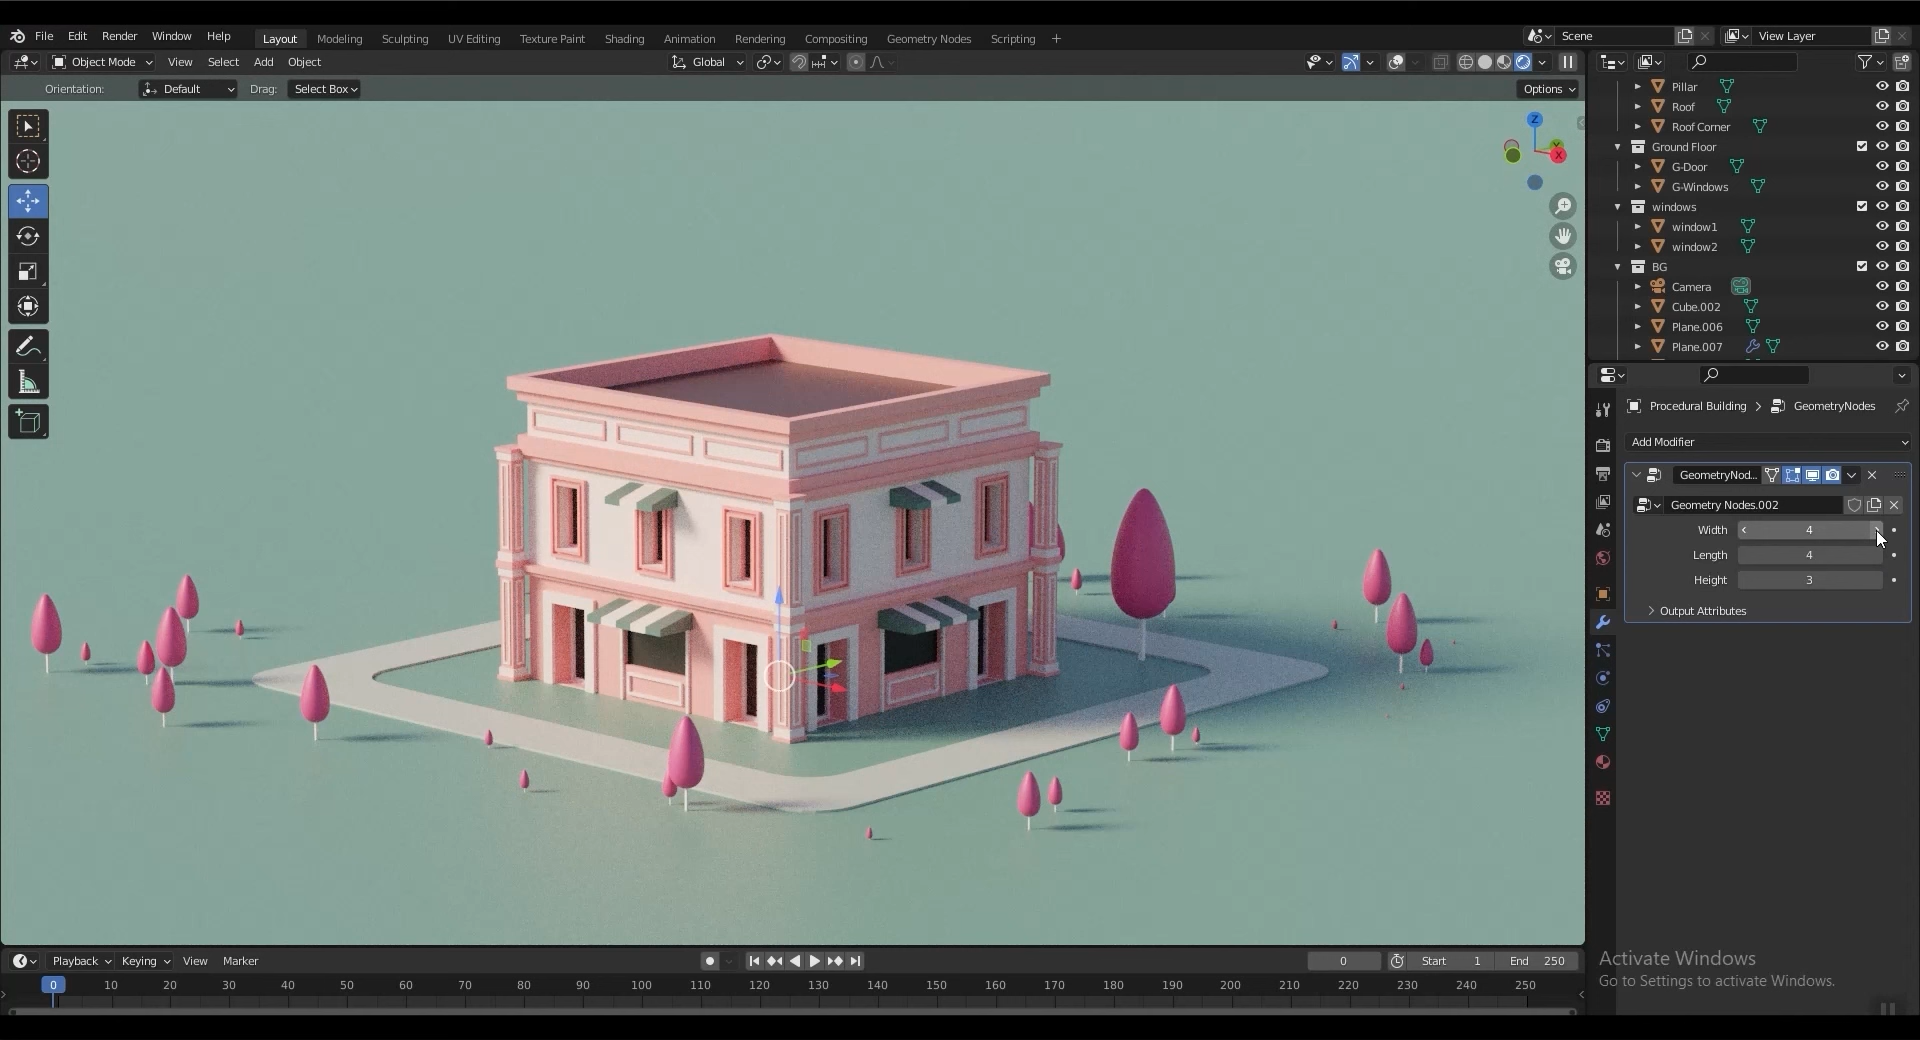 File Edit Render Window Help Layout Modeling Sculpting UV Editing Texture Paint Shading Animation Rendering Compositing Geometry Nodes Scripting + Scene View Layer
Object Mode View Select Add Object Global
Orientation: Default Drag: Select Box Options
Z
Y
X
Pillar
Roof
Roof Corner
Ground Floor
G-Door
G-Windows
windows
window1
window2
BG
Camera
Cube.002
Plane.006
Plane.007
Procedural Building > GeometryNodes
Add Modifier
GeometryNod...
Geometry Nodes.002
Width 4
Length 4
Height 3
Output Attributes
Playback Keying View Marker 0 Start 1 End 250
0 10 20 30 40 50 60 70 80 90 100 110 120 130 140 150 160 170 180 190 200 210 220 230 240 250
Activate Windows
Go to Settings to activate Windows.